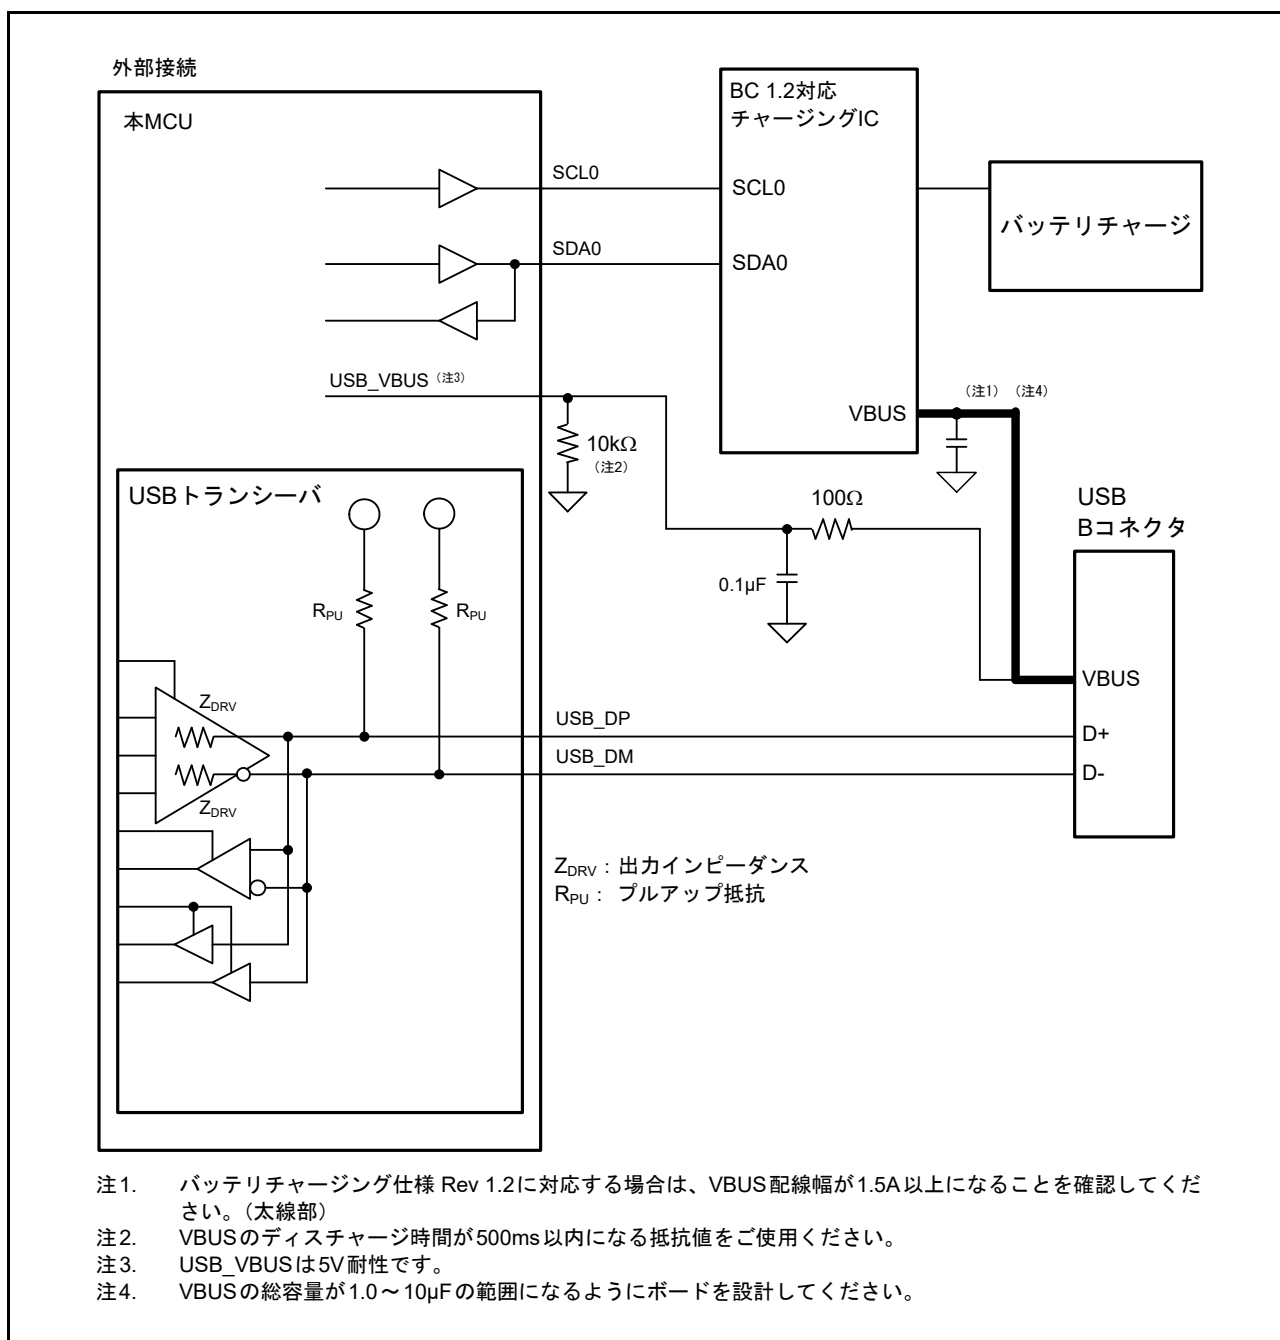 外部接続
本MCU
BC 1.2対応
チャージングIC
SCL0
SCL0
バッテリチャージ
SDA0
SDA0
USB_VBUS（注3）
（注1）（注4）
VBUS
10kΩ
（注2）
USBトランシーバ
100Ω
USB
Bコネクタ
0.1µF
RPU
RPU
VBUS
ZDRV
USB_DP
D+
USB_DM
D-
ZDRV
ZDRV：出力インピーダンス
RPU： プルアップ抵抗
注1. バッテリチャージング仕様 Rev 1.2に対応する場合は、VBUS配線幅が1.5A以上になることを確認してくだ
さい。（太線部）
注2. VBUSのディスチャージ時間が500ms以内になる抵抗値をご使用ください。
注3. USB_VBUSは5V耐性です。
注4. VBUSの総容量が1.0～10µFの範囲になるようにボードを設計してください。